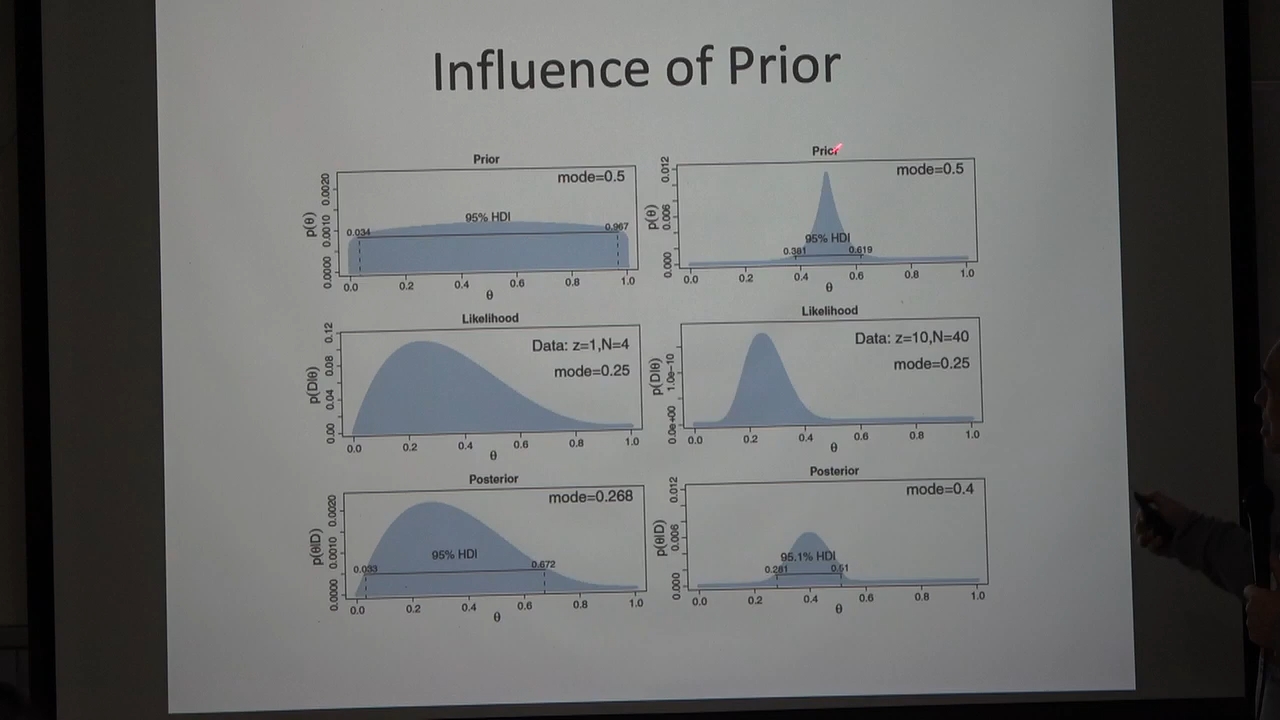 Influence of Prior
Prior
mode=0.5
p(θ)
0.0000 0.0010 0.0020
95% HDI
0.034 0.967
0.0 0.2 0.4 0.6 0.8 1.0
θ
Prior
mode=0.5
p(θ)
0.000 0.006 0.012
95% HDI
0.381 0.619
0.0 0.2 0.4 0.6 0.8 1.0
θ
Likelihood
Data: z=1,N=4
mode=0.25
p(D|θ)
0.00 0.04 0.08 0.12
0.0 0.2 0.4 0.6 0.8 1.0
θ
Likelihood
Data: z=10,N=40
mode=0.25
p(D|θ)
0.0e+00 1.0e-10
0.0 0.2 0.4 0.6 0.8 1.0
θ
Posterior
mode=0.268
p(θ|D)
0.0000 0.0010 0.0020
95% HDI
0.033 0.672
0.0 0.2 0.4 0.6 0.8 1.0
θ
Posterior
mode=0.4
p(θ|D)
0.000 0.006 0.012
95.1% HDI
0.281 0.51
0.0 0.2 0.4 0.6 0.8 1.0
θ